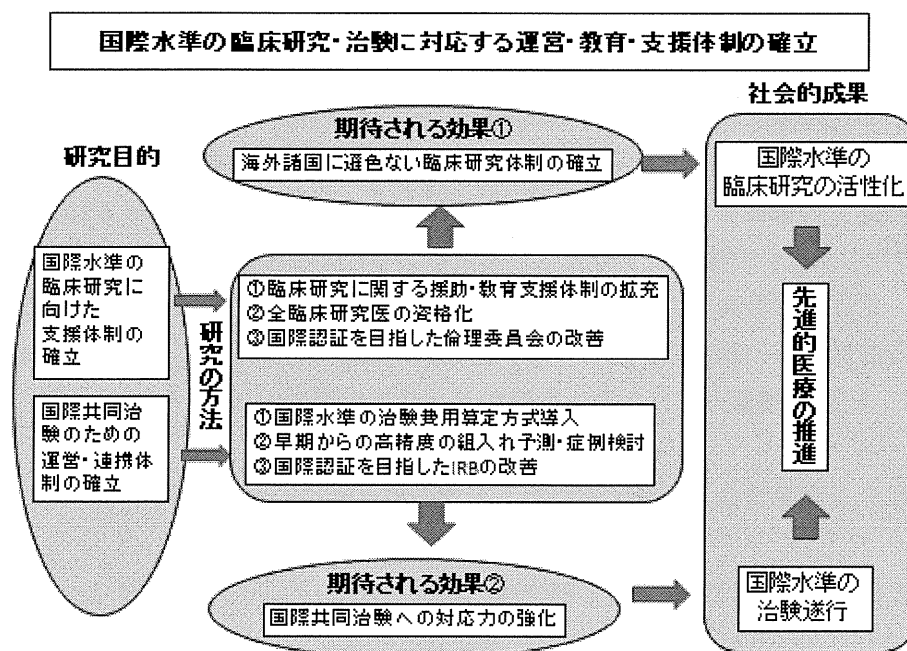 国際水準の臨床研究・治験に対応する運営・教育・支援体制の確立
社会的成果
期待される効果①
海外諸国に遜色ない臨床研究体制の確立
国際水準の
臨床研究の活性化
研究目的
国際水準の
臨床研究に
向けた
支援体制の
確立
国際共同治
験のための
運営・連携体
制の確立
研究の方法
①臨床研究に関する援助・教育支援体制の拡充
②全臨床研究医の資格化
③国際認証を目指した倫理委員会の改善
①国際水準の治験費用算定方式導入
②早期からの高精度の組入れ予測・症例検討
③国際認証を目指したIRBの改善
先進的医療の推進
期待される効果②
国際共同治験への対応力の強化
国際水準の
治験遂行